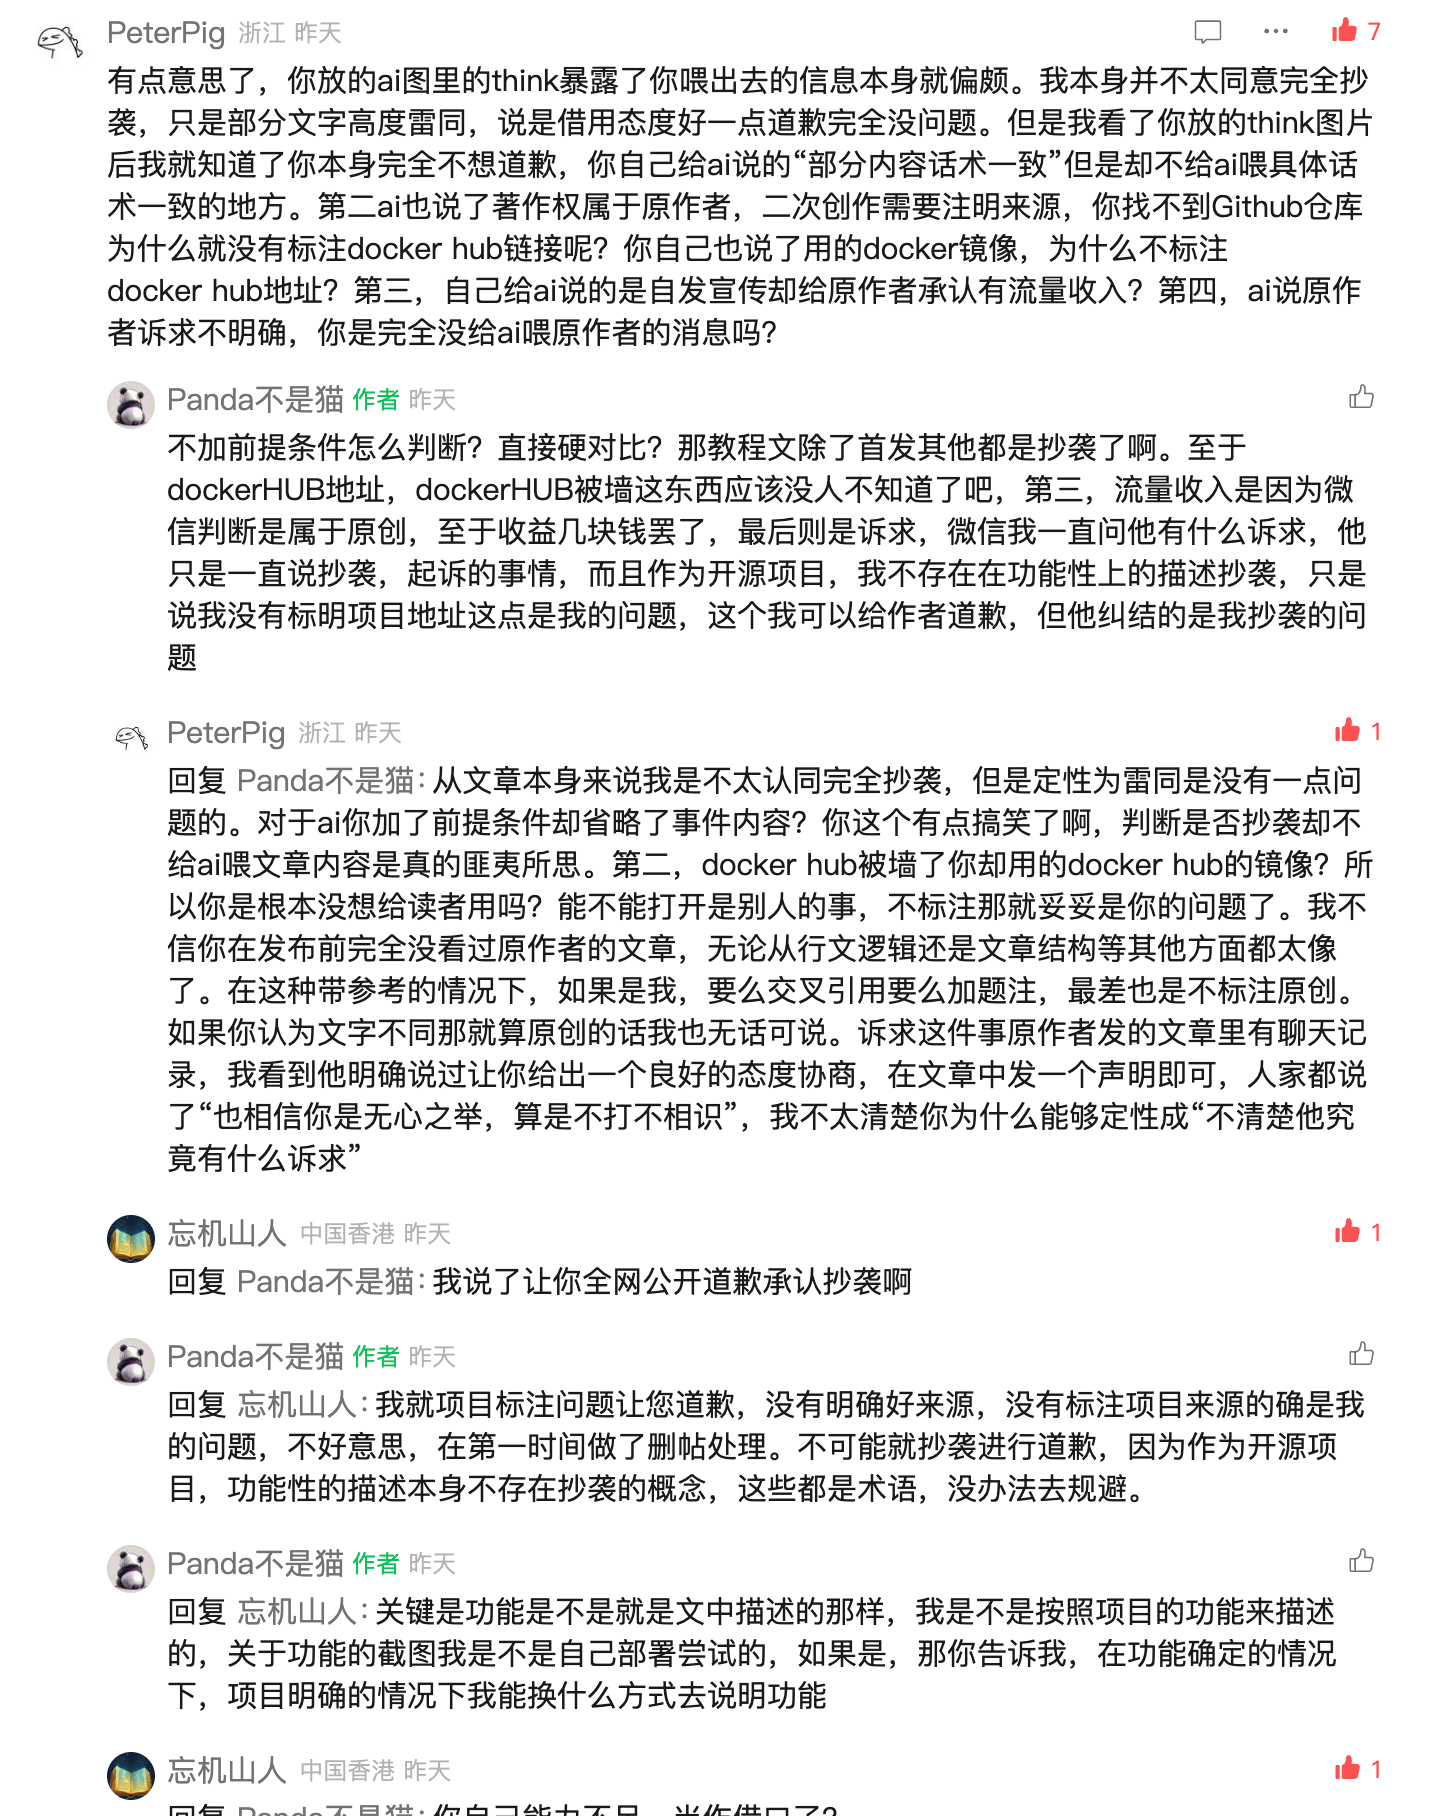 PeterPig 浙江 昨天 7
有点意思了，你放的ai图里的think暴露了你喂出去的信息本身就偏颇。我本身并不太同意完全抄
袭，只是部分文字高度雷同，说是借用态度好一点道歉完全没问题。但是我看了你放的think图片
后我就知道了你本身完全不想道歉，你自己给ai说的“部分内容话术一致”但是却不给ai喂具体话
术一致的地方。第二ai也说了著作权属于原作者，二次创作需要注明来源，你找不到Github仓库
为什么就没有标注docker hub链接呢？你自己也说了用的docker镜像，为什么不标注
docker hub地址？第三，自己给ai说的是自发宣传却给原作者承认有流量收入？第四，ai说原作
者诉求不明确，你是完全没给ai喂原作者的消息吗？
Panda不是猫 作者 昨天
不加前提条件怎么判断？直接硬对比？那教程文除了首发其他都是抄袭了啊。至于
dockerHUB地址，dockerHUB被墙这东西应该没人不知道了吧，第三，流量收入是因为微
信判断是属于原创，至于收益几块钱罢了，最后则是诉求，微信我一直问他有什么诉求，他
只是一直说抄袭，起诉的事情，而且作为开源项目，我不存在在功能性上的描述抄袭，只是
说我没有标明项目地址这点是我的问题，这个我可以给作者道歉，但他纠结的是我抄袭的问
题
PeterPig 浙江 昨天 1
回复 Panda不是猫：从文章本身来说我是不太认同完全抄袭，但是定性为雷同是没有一点问
题的。对于ai你加了前提条件却省略了事件内容？你这个有点搞笑了啊，判断是否抄袭却不
给ai喂文章内容是真的匪夷所思。第二，docker hub被墙了你却用的docker hub的镜像？所
以你是根本没想给读者用吗？能不能打开是别人的事，不标注那就妥妥是你的问题了。我不
信你在发布前完全没看过原作者的文章，无论从行文逻辑还是文章结构等其他方面都太像
了。在这种带参考的情况下，如果是我，要么交叉引用要么加题注，最差也是不标注原创。
如果你认为文字不同那就算原创的话我也无话可说。诉求这件事原作者发的文章里有聊天记
录，我看到他明确说过让你给出一个良好的态度协商，在文章中发一个声明即可，人家都说
了“也相信你是无心之举，算是不打不相识”，我不太清楚你为什么能够定性成“不清楚他究
竟有什么诉求”
忘机山人 中国香港 昨天 1
回复 Panda不是猫：我说了让你全网公开道歉承认抄袭啊
Panda不是猫 作者 昨天
回复 忘机山人：我就项目标注问题让您道歉，没有明确好来源，没有标注项目来源的确是我
的问题，不好意思，在第一时间做了删帖处理。不可能就抄袭进行道歉，因为作为开源项
目，功能性的描述本身不存在抄袭的概念，这些都是术语，没办法去规避。
Panda不是猫 作者 昨天
回复 忘机山人：关键是功能是不是就是文中描述的那样，我是不是按照项目的功能来描述
的，关于功能的截图我是不是自己部署尝试的，如果是，那你告诉我，在功能确定的情况
下，项目明确的情况下我能换什么方式去说明功能
忘机山人 中国香港 昨天 1
回复 Panda不是猫：你自己能力不足，当作借口了？